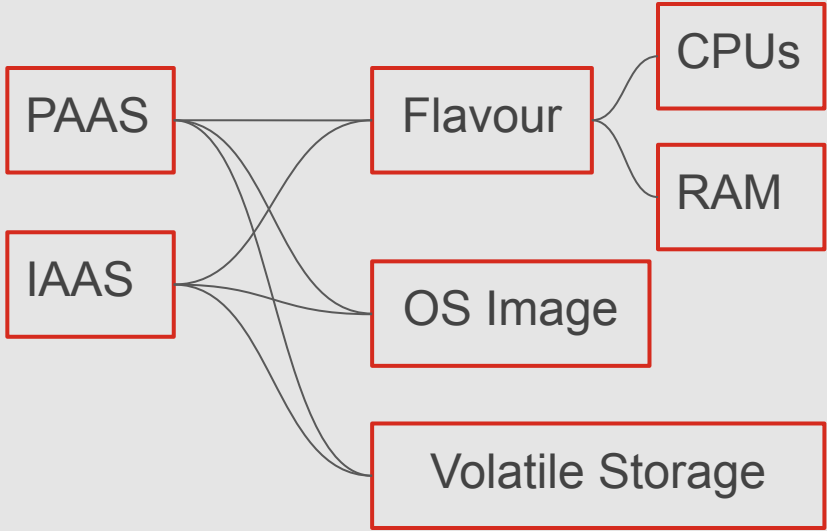 PAAS
IAAS
Flavour
OS Image
Volatile Storage
CPUs
RAM